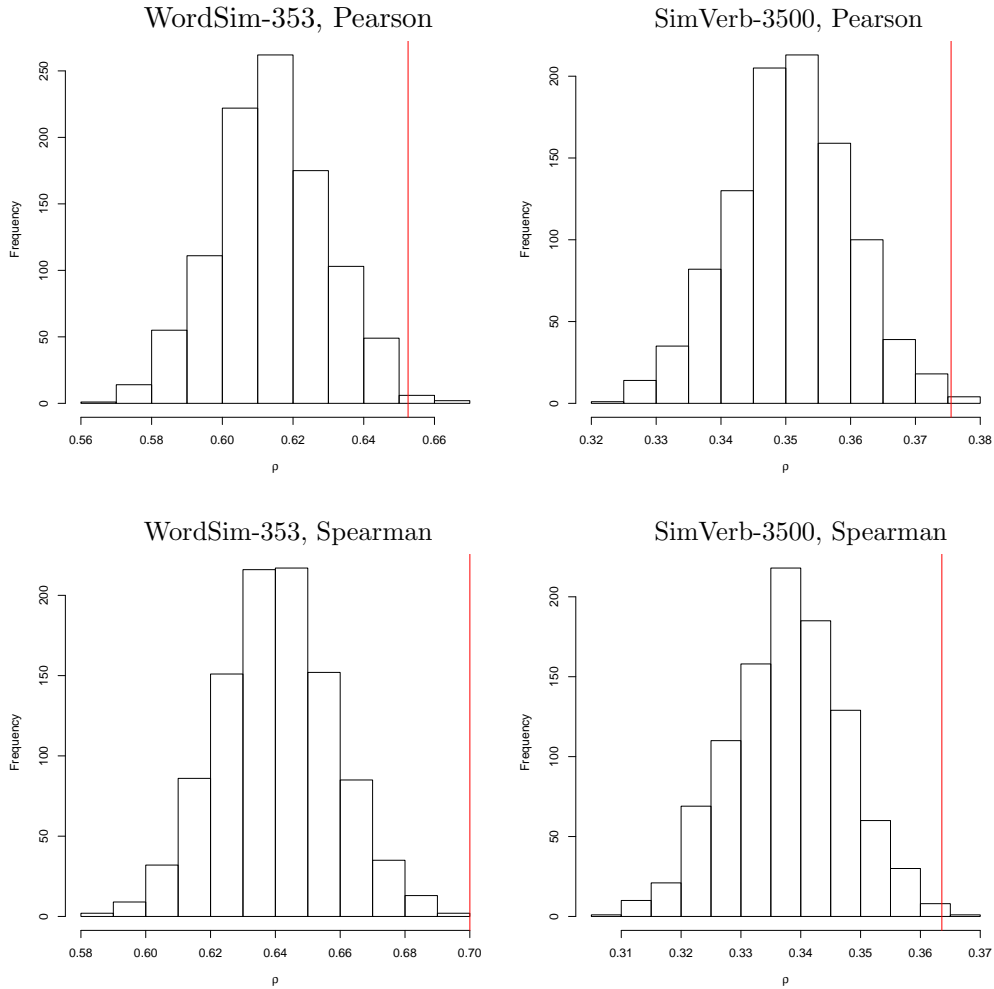 WordSim-353, Pearson
Frequency
0 50 100 150 200 250
0.56 0.58 0.60 0.62 0.64 0.66
ρ
SimVerb-3500, Pearson
Frequency
0 50 100 150 200
0.32 0.33 0.34 0.35 0.36 0.37 0.38
ρ
WordSim-353, Spearman
Frequency
0 50 100 150 200
0.58 0.60 0.62 0.64 0.66 0.68 0.70
ρ
SimVerb-3500, Spearman
Frequency
0 50 100 150 200
0.31 0.32 0.33 0.34 0.35 0.36 0.37
ρ